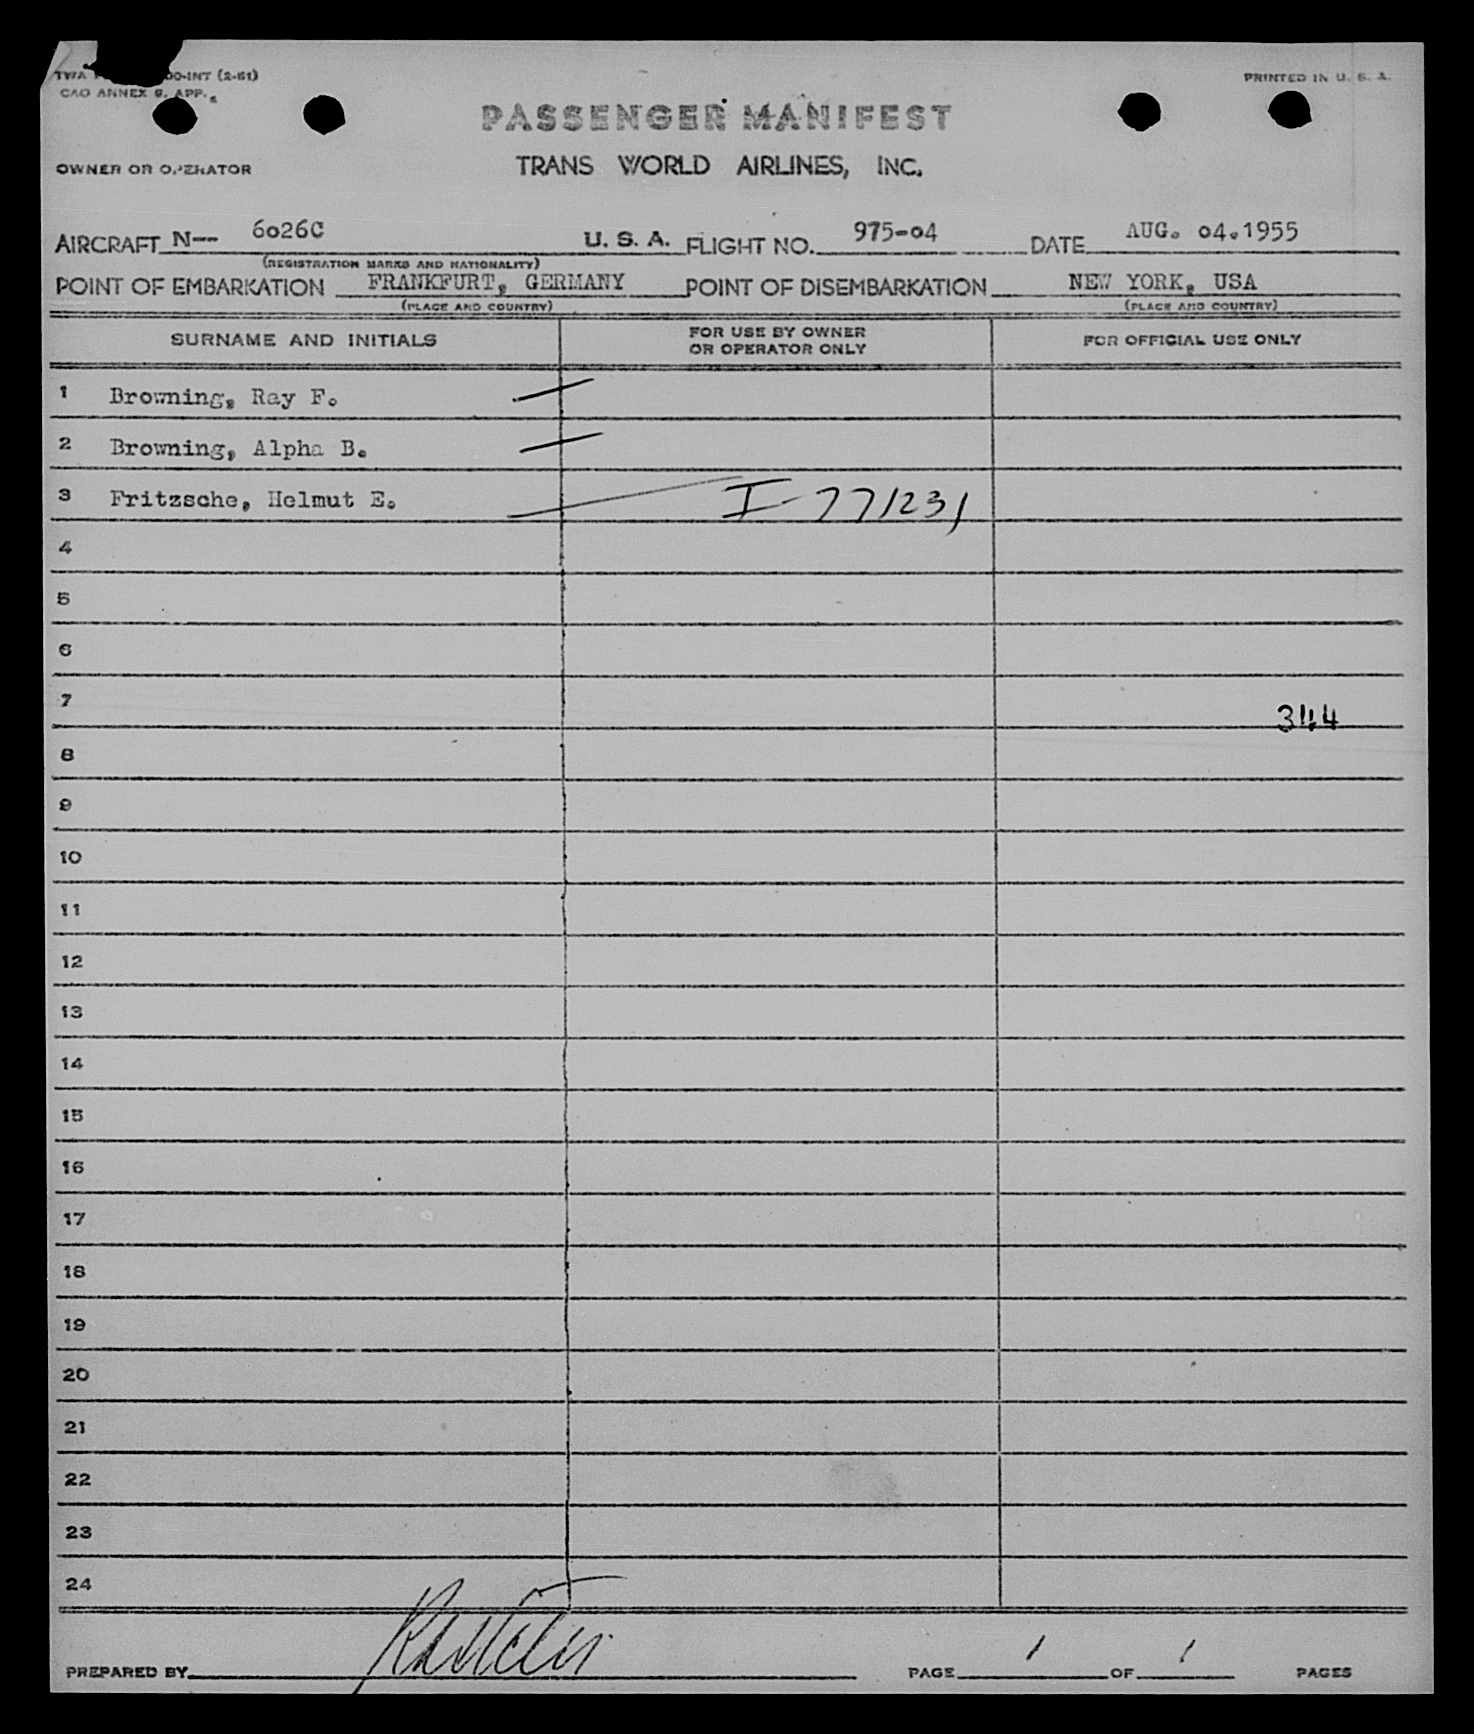 00-INT (2-51)
PRINTED IN U. S. A.
CAO ANNEX 9. APP.
PASSENGER MANIFEST
OWNER OR OPERATOR
TRANS WORLD AIRLINES, INC.
AIRCRAFT N-- 6026C U. S. A. FLIGHT NO. 975-04 DATE AUG. 04.1955
(REGISTRATION MARKS AND NATIONALITY)
POINT OF EMBARKATION FRANKFURT, GERMANY POINT OF DISEMBARKATION NEW YORK, USA
(PLACE AND COUNTRY) (PLACE AND COUNTRY)
SURNAME AND INITIALS FOR USE BY OWNER OR OPERATOR ONLY FOR OFFICIAL USE ONLY
1 Browning, Ray F.
2 Browning, Alpha B.
3 Fritzsche, Helmut E. I-771231
4
5
6
7 344
8
9
10
11
12
13
14
15
16
17
18
19
20
21
22
23
24
PREPARED BY PAGE 1 OF 1 PAGES